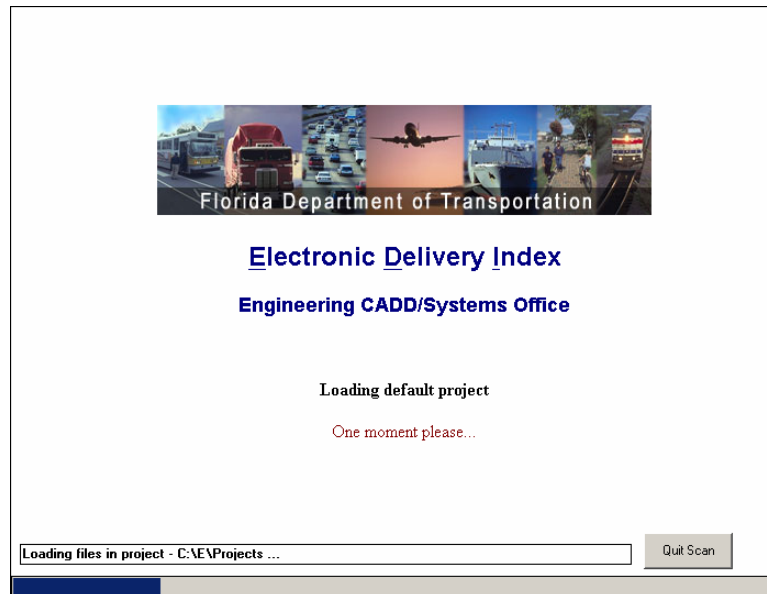 Florida Department of Transportation
Electronic Delivery Index
Engineering CADD/Systems Office
Loading default project
One moment please...
Loading files in project - C:\E\Projects ...
Quit Scan